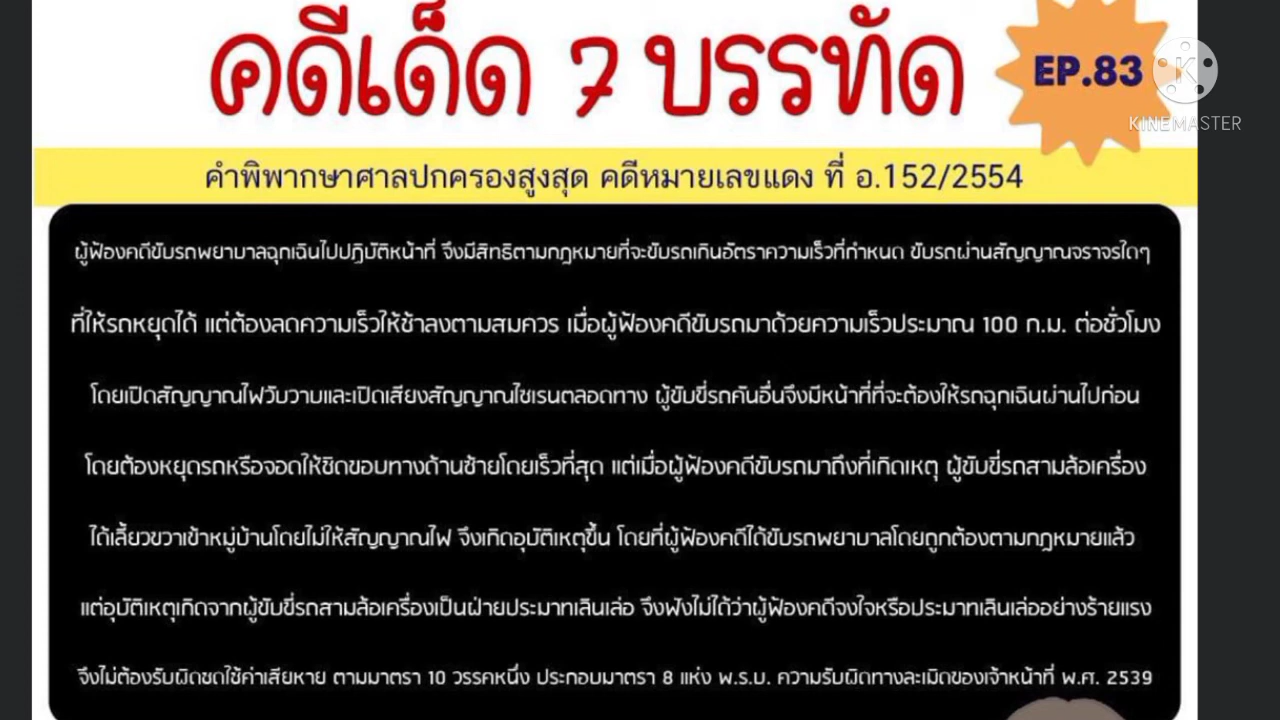 คดีเด็ด 7 บรรทัด
EP.83
KINEMASTER
คำพิพากษาศาลปกครองสูงสุด คดีหมายเลขแดง ที่ อ.152/2554
ผู้ฟ้องคดีขับรถพยาบาลฉุกเฉินไปปฏิบัติหน้าที่ จึงมีสิทธิตามกฎหมายที่จะขับรถเกินอัตราความเร็วที่กำหนด ขับรถผ่านสัญญาณจราจรใดๆ
ที่ให้รถหยุดได้ แต่ต้องลดความเร็วให้ช้าลงตามสมควร เมื่อผู้ฟ้องคดีขับรถมาด้วยความเร็วประมาณ 100 ก.ม. ต่อชั่วโมง
โดยเปิดสัญญาณไฟวับวาบและเปิดเสียงสัญญาณไซเรนตลอดทาง ผู้ขับขี่รถคันอื่นจึงมีหน้าที่ที่จะต้องให้รถฉุกเฉินผ่านไปก่อน
โดยต้องหยุดรถหรือจอดให้ชิดขอบทางด้านซ้ายโดยเร็วที่สุด แต่เมื่อผู้ฟ้องคดีขับรถมาถึงที่เกิดเหตุ ผู้ขับขี่รถสามล้อเครื่อง
ได้เลี้ยวขวาเข้าหมู่บ้านโดยไม่ให้สัญญาณไฟ จึงเกิดอุบัติเหตุขึ้น โดยที่ผู้ฟ้องคดีได้ขับรถพยาบาลโดยถูกต้องตามกฎหมายแล้ว
แต่อุบัติเหตุเกิดจากผู้ขับขี่รถสามล้อเครื่องเป็นฝ่ายประมาทเลินเล่อ จึงฟังไม่ได้ว่าผู้ฟ้องคดีจงใจหรือประมาทเลินเล่ออย่างร้ายแรง
จึงไม่ต้องรับผิดชดใช้ค่าเสียหาย ตามมาตรา 10 วรรคหนึ่ง ประกอบมาตรา 8 แห่ง พ.ร.บ. ความรับผิดทางละเมิดของเจ้าหน้าที่ พ.ศ. 2539